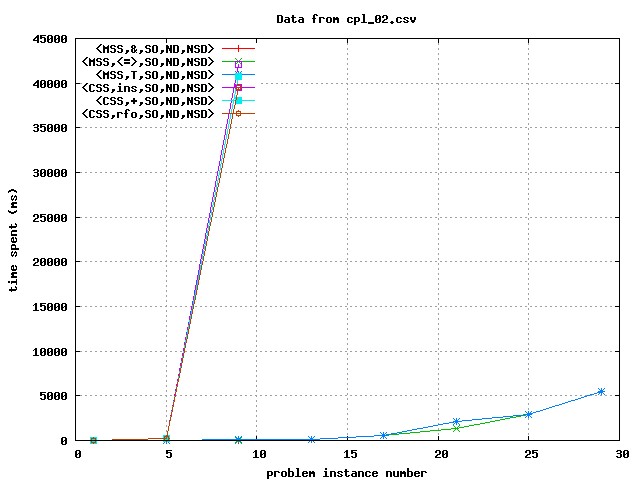 Data from cpl_02.csv
45000
40000
35000
30000
25000
20000
15000
10000
5000
0
time spent (ms)
<MSS,&,SO,ND,NSD>
<MSS,<=>,SO,ND,NSD>
<MSS,T,SO,ND,NSD>
<CSS,ins,SO,ND,NSD>
<CSS,+,SO,ND,NSD>
<CSS,rfo,SO,ND,NSD>
0 5 10 15 20 25 30
problem instance number